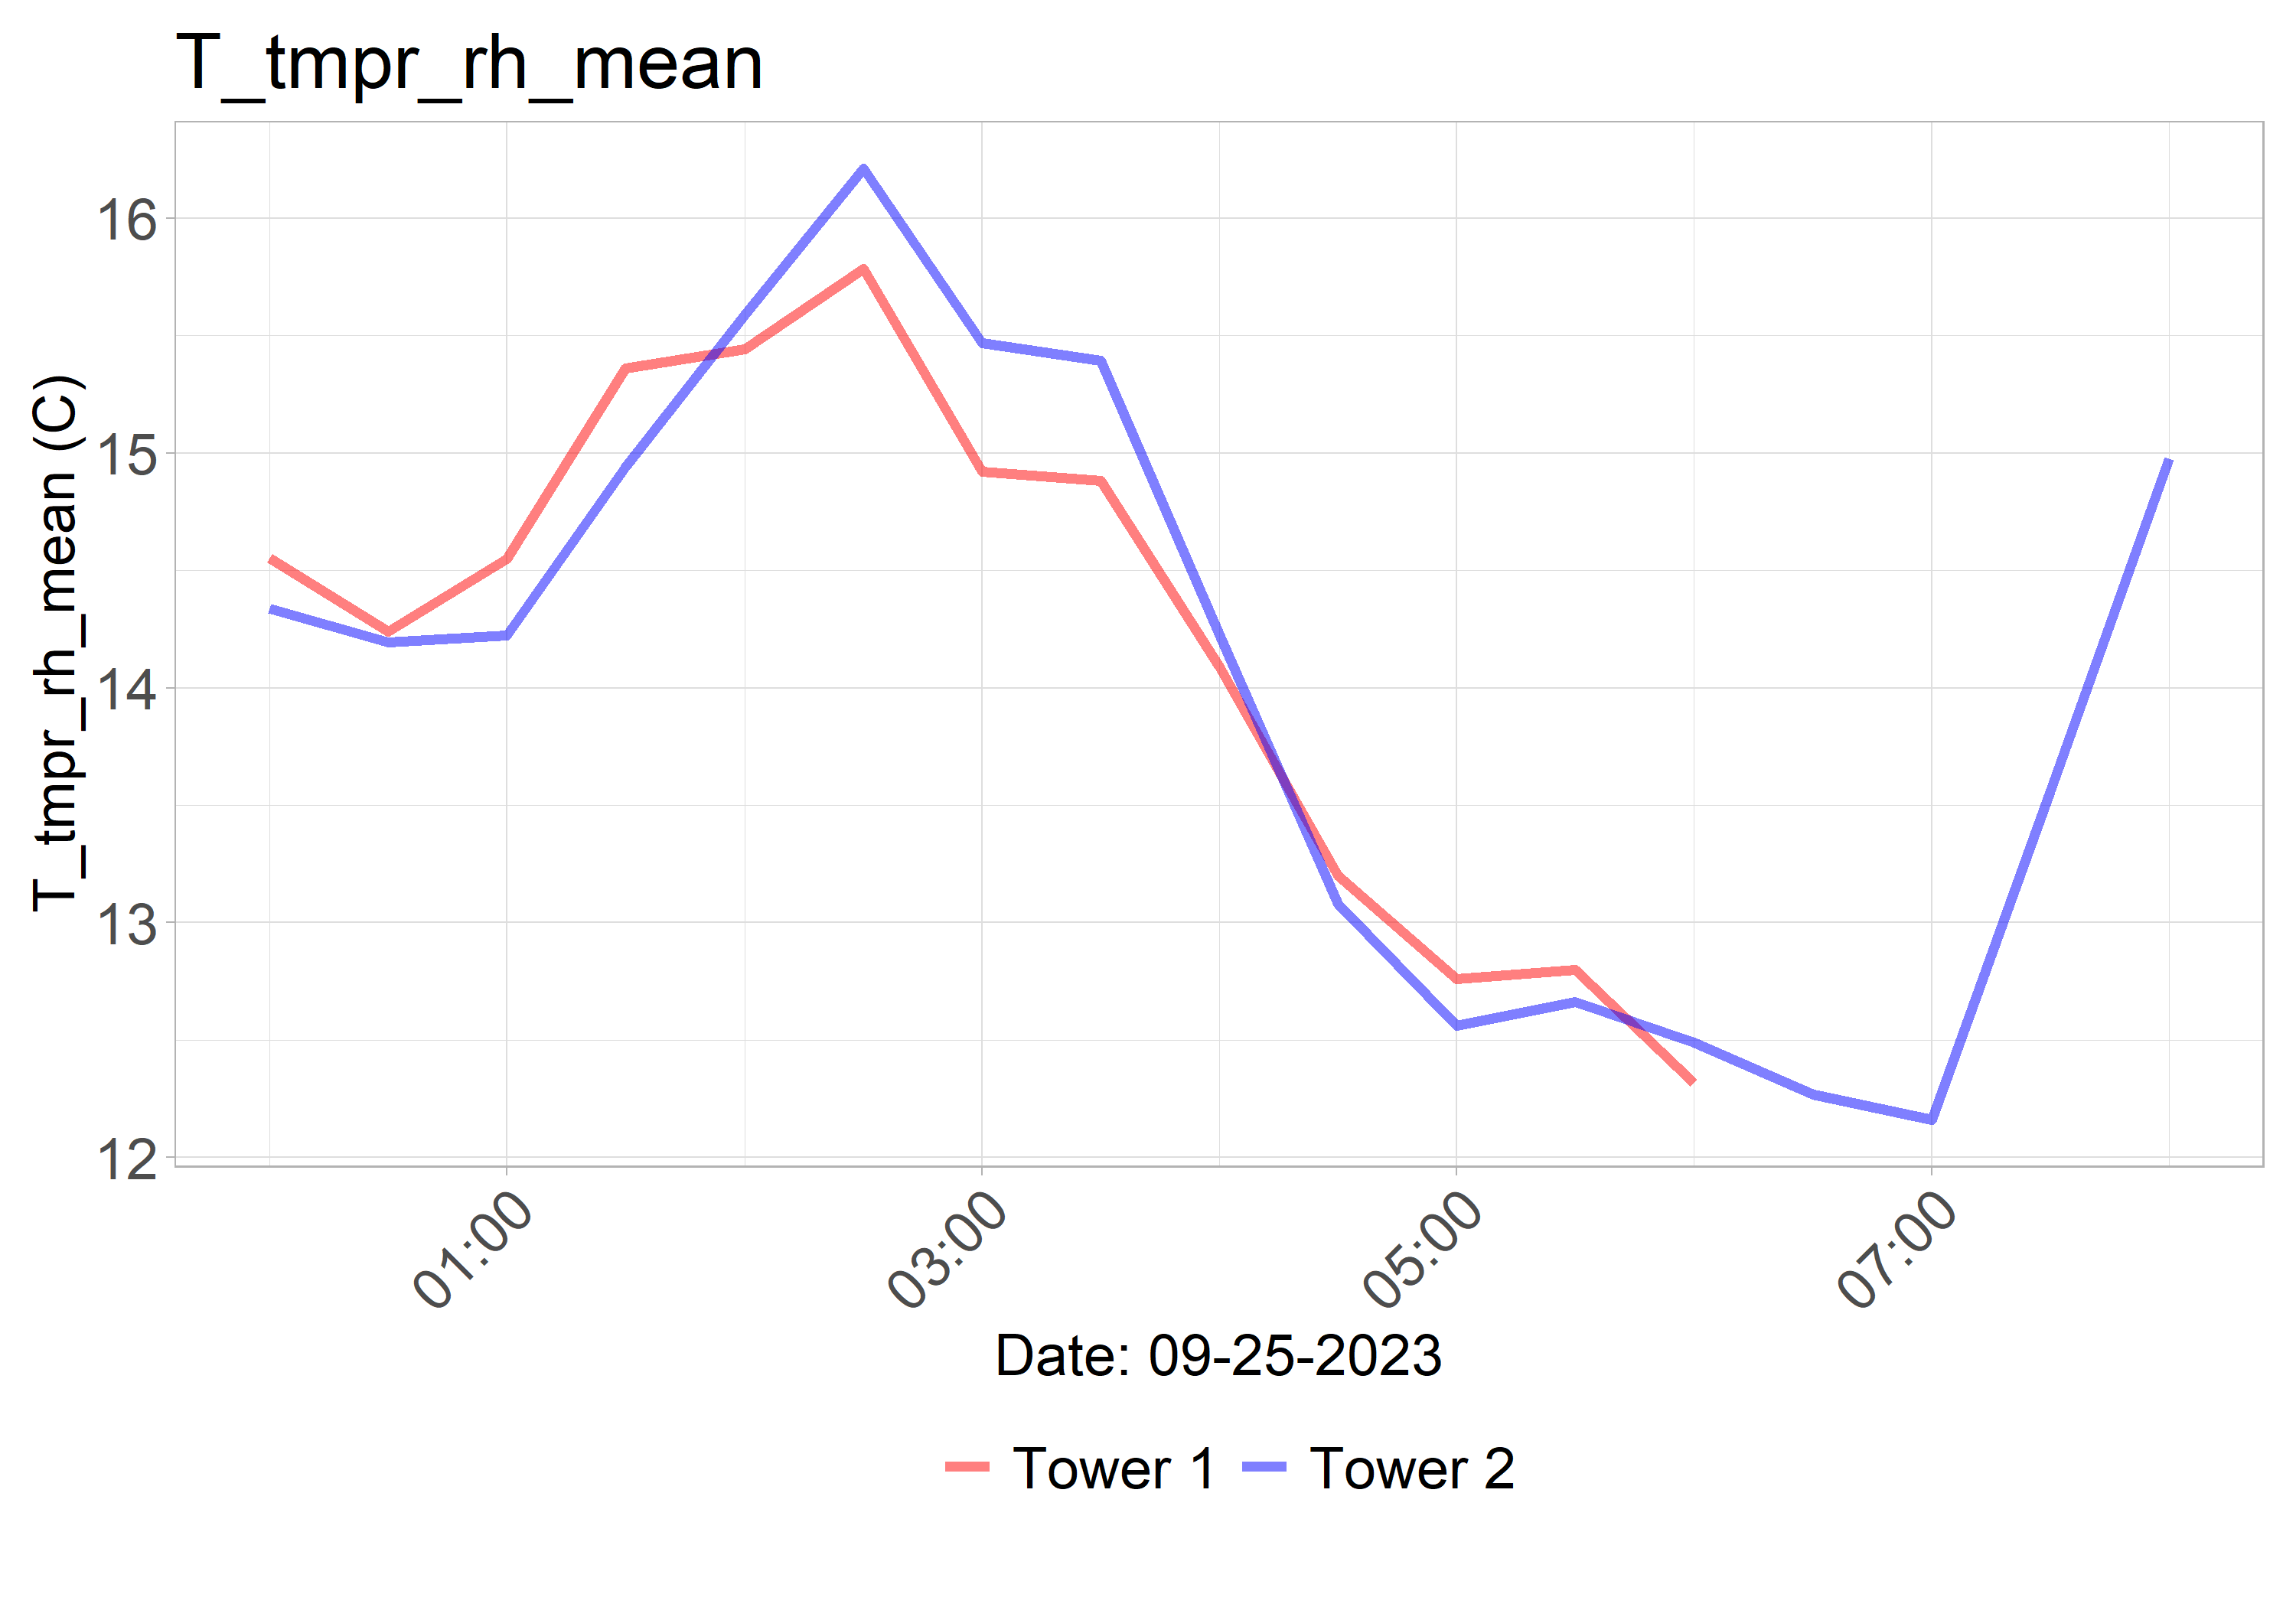 T_tmpr_rh_mean
T_tmpr_rh_mean (C)
16
15
14
13
12
01:00
03:00
05:00
07:00
Date: 09-25-2023
Tower 1
Tower 2